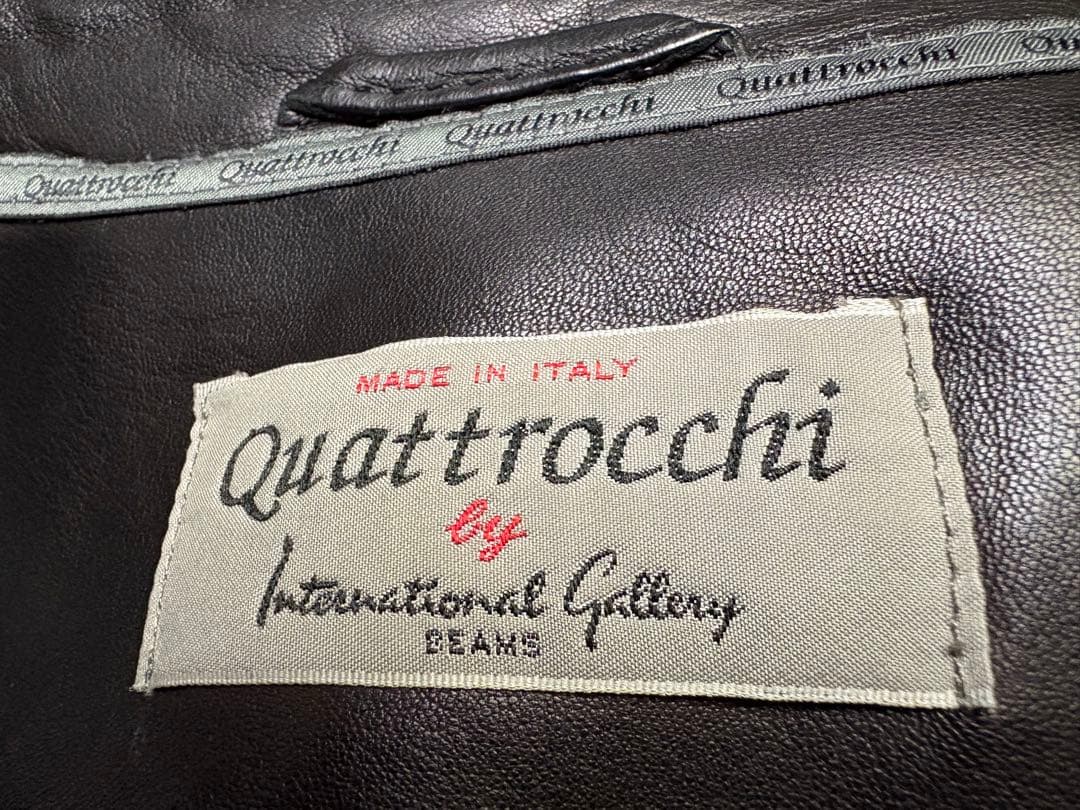 Quattrocchi Quattrocchi Quattrocchi Quattrocchi
MADE IN ITALY
Quattrocchi
by
International Gallery
BEAMS